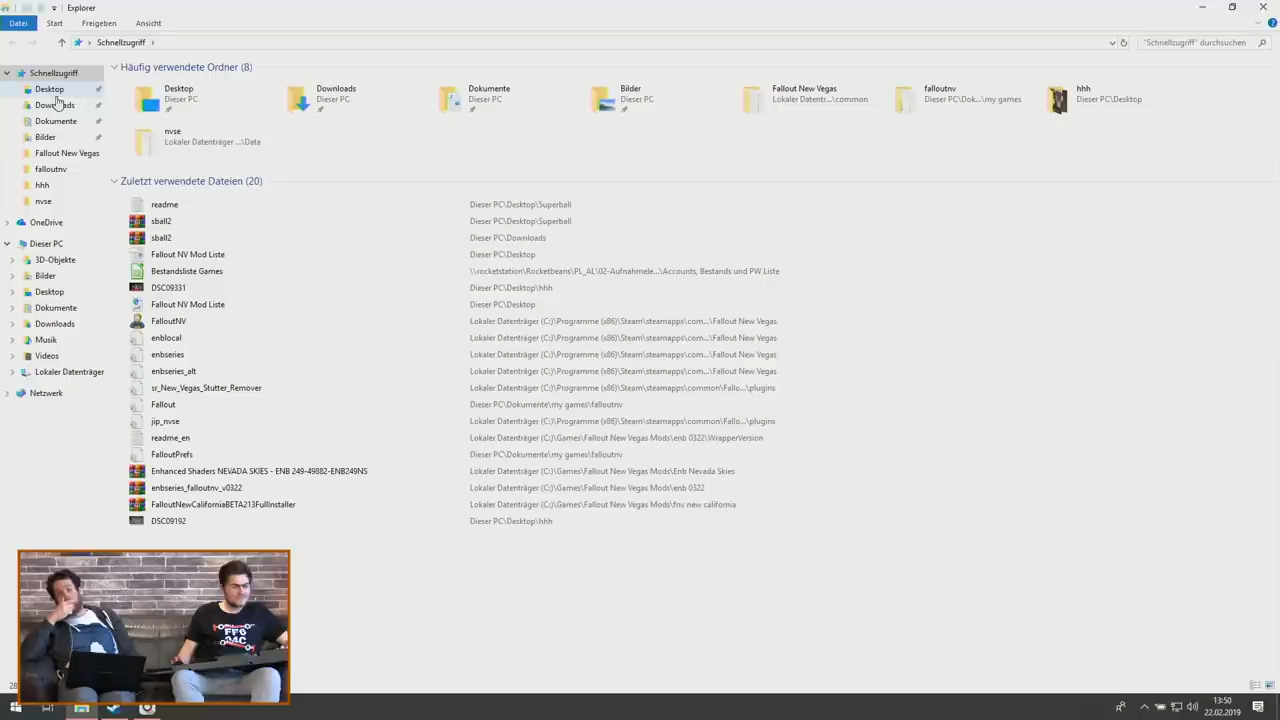 Explorer
Datei Start Freigeben Ansicht
Schnellzugriff
"Schnellzugriff" durchsuchen
Schnellzugriff
Desktop
Downloads
Dokumente
Bilder
Fallout New Vegas
falloutnv
hhh
nvse
OneDrive
Dieser PC
3D-Objekte
Bilder
Desktop
Dokumente
Downloads
Musik
Videos
Lokaler Datenträger
Netzwerk
Häufig verwendete Ordner (8)
Desktop
Dieser PC
Downloads
Dieser PC
Dokumente
Dieser PC
Bilder
Dieser PC
Fallout New Vegas
Lokaler Datentr...\common
falloutnv
Dieser PC\Dok...\my games
hhh
Dieser PC\Desktop
nvse
Lokaler Datenträger ...\Data
Zuletzt verwendete Dateien (20)
readme Dieser PC\Desktop\Superball
sball2 Dieser PC\Desktop\Superball
sball2 Dieser PC\Downloads
Fallout NV Mod Liste Dieser PC\Desktop
Bestandsliste Games \\rocketstation\Rocketbeans\PL_AL\02-Aufnahmele...\Accounts, Bestands und PW Liste
DSC09331 Dieser PC\Desktop\hhh
Fallout NV Mod Liste Dieser PC\Desktop
FalloutNV Lokaler Datenträger (C:)\Programme (x86)\Steam\steamapps\com...\Fallout New Vegas
enblocal Lokaler Datenträger (C:)\Programme (x86)\Steam\steamapps\com...\Fallout New Vegas
enbseries Lokaler Datenträger (C:)\Programme (x86)\Steam\steamapps\com...\Fallout New Vegas
enbseries_alt Lokaler Datenträger (C:)\Programme (x86)\Steam\steamapps\com...\Fallout New Vegas
sr_New_Vegas_Stutter_Remover Lokaler Datenträger (C:)\Programme (x86)\Steam\steamapps\common\Fallo...\plugins
Fallout Dieser PC\Dokumente\my games\falloutnv
jip_nvse Lokaler Datenträger (C:)\Programme (x86)\Steam\steamapps\common\Fallo...\plugins
readme_en Lokaler Datenträger (C:)\Games\Fallout New Vegas Mods\enb 0322\WrapperVersion
FalloutPrefs Dieser PC\Dokumente\my games\falloutnv
Enhanced Shaders NEVADA SKIES - ENB 249-49882-ENB249NS Lokaler Datenträger (C:)\Games\Fallout New Vegas Mods\Enb Nevada Skies
enbseries_falloutnv_v0322 Lokaler Datenträger (C:)\Games\Fallout New Vegas Mods\enb 0322
FalloutNewCaliforniaBETA213FullInstaller Lokaler Datenträger (C:)\Games\Fallout New Vegas Mods\fnv new california
DSC09192 Dieser PC\Desktop\hhh
28
13:50
22.02.2019